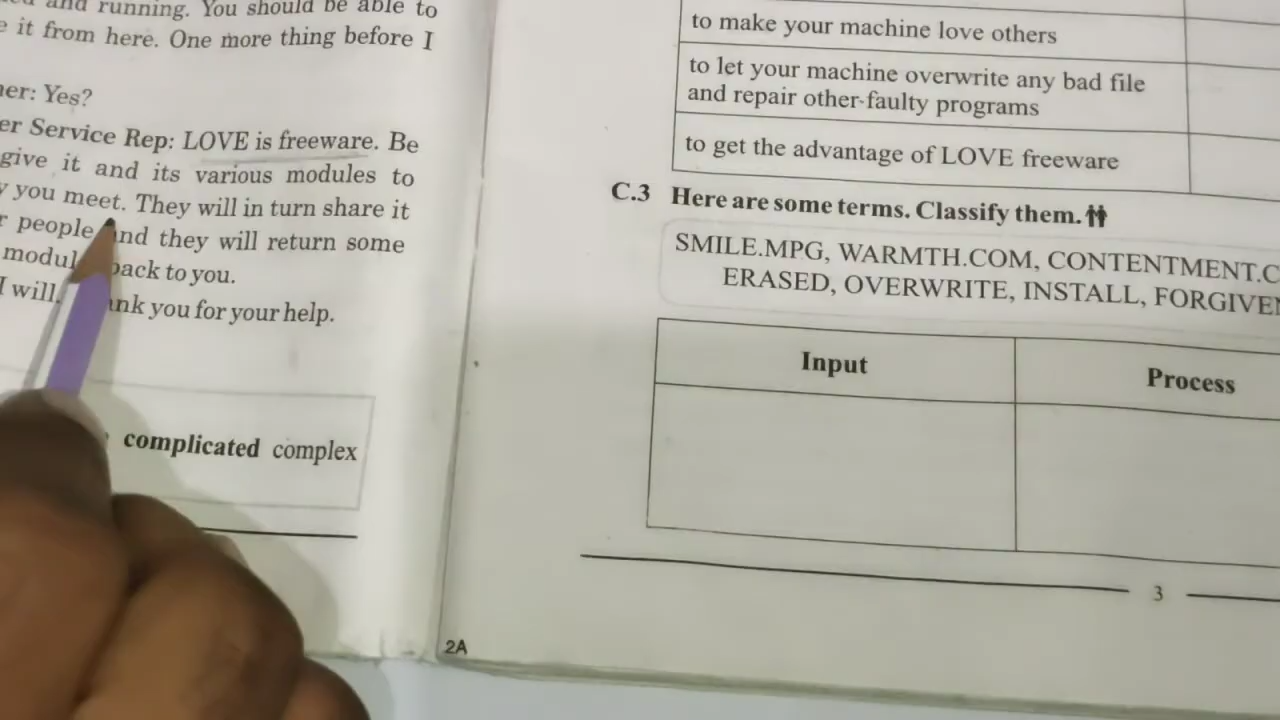 and running. You should be able to
it from here. One more thing before I
Yes?
Service Rep: LOVE is freeware. Be
give it and its various modules to
you meet. They will in turn share it
people and they will return some
back to you.
I will. you for your help.
complicated complex
2A
to make your machine love others
to let your machine overwrite any bad file
and repair other-faulty programs
to get the advantage of LOVE freeware
C.3 Here are some terms. Classify them.
SMILE.MPG, WARMTH.COM,
ERASED, OVERWRITE, INSTALL,
Input
Process
3